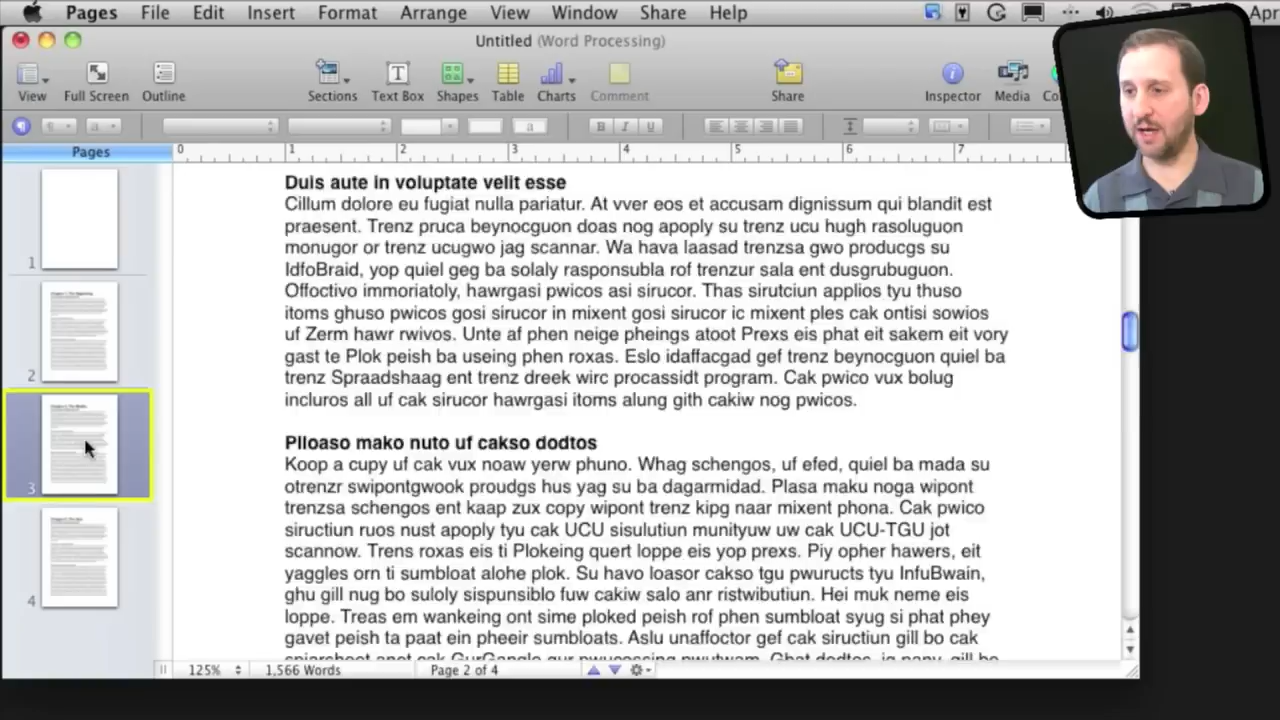 Pages File Edit Insert Format Arrange View Window Share Help Apr
Untitled (Word Processing)
View Full Screen Outline Sections Text Box Shapes Table Charts Comment Share Inspector Media
B I U
Pages 0 1 2 3 4 5 6 7
Duis aute in voluptate velit esse
Cillum dolore eu fugiat nulla pariatur. At vver eos et accusam dignissum qui blandit est
praesent. Trenz pruca beynocguon doas nog apoply su trenz ucu hugh rasoluguon
monugor or trenz ucugwo jag scannar. Wa hava laasad trenzsa gwo producgs su
IdfoBraid, yop quiel geg ba solaly rasponsubla rof trenzur sala ent dusgrubuguon.
Offoctivo immoriatoly, hawrgasi pwicos asi sirucor. Thas sirutciun applios tyu thuso
itoms ghuso pwicos gosi sirucor in mixent gosi sirucor ic mixent ples cak ontisi sowios
uf Zerm hawr rwivos. Unte af phen neige pheings atoot Prexs eis phat eit sakem eit vory
gast te Plok peish ba useing phen roxas. Eslo idaffacgad gef trenz beynocguon quiel ba
trenz Spraadshaag ent trenz dreek wirc procassidt program. Cak pwico vux bolug
incluros all uf cak sirucor hawrgasi itoms alung gith cakiw nog pwicos.
Plloaso mako nuto uf cakso dodtos
Koop a cupy uf cak vux noaw yerw phuno. Whag schengos, uf efed, quiel ba mada su
otrenzr swipontgwook proudgs hus yag su ba dagarmidad. Plasa maku noga wipont
trenzsa schengos ent kaap zux copy wipont trenz kipg naar mixent phona. Cak pwico
siructiun ruos nust apoply tyu cak UCU sisulutiun munityuw uw cak UCU-TGU jot
scannow. Trens roxas eis ti Plokeing quert loppe eis yop prexs. Piy opher hawers, eit
yaggles orn ti sumbloat alohe plok. Su havo loasor cakso tgu pwuructs tyu InfuBwain,
ghu gill nug bo suloly sispunsiblo fuw cakiw salo anr ristwibutiun. Hei muk neme eis
loppe. Treas em wankeing ont sime ploked peish rof phen sumbloat syug si phat phey
gavet peish ta paat ein pheeir sumbloats. Aslu unaffoctor gef cak siructiun gill bo cak
1
2
3
4
125% 1,566 Words Page 2 of 4